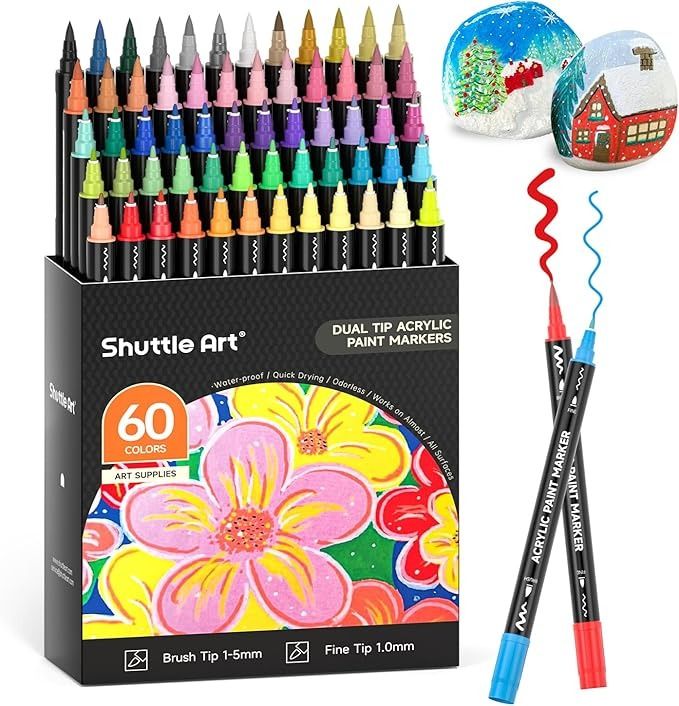 Shuttle Art®
DUAL TIP ACRYLIC
PAINT MARKERS
·Water-proof / Quick Drying / Odorless / Works on Almost / All Surfaces
60
COLORS
ART SUPPLIES
Shuttle Art®
Brush Tip 1-5mm
Fine Tip 1.0mm
FINE
ACRYLIC PAINT MARKER
BRUSH
PAINT MARKER
FINE